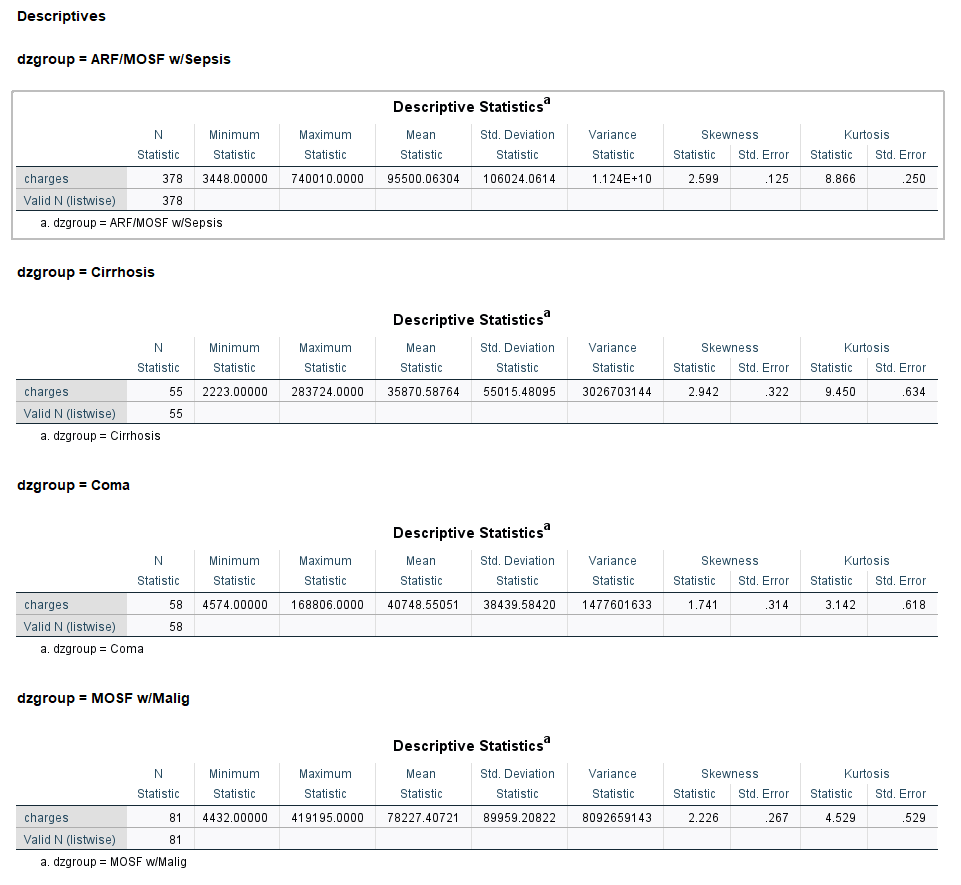 Descriptives
dzgroup = ARF/MOSF w/Sepsis
Descriptive Statisticsa
N Minimum Maximum Mean Std. Deviation Variance Skewness Kurtosis
Statistic Statistic Statistic Statistic Statistic Statistic Statistic Std. Error Statistic Std. Error
charges 378 3448.00000 740010.0000 95500.06304 106024.0614 1.124E+10 2.599 .125 8.866 .250
Valid N (listwise) 378
a. dzgroup = ARF/MOSF w/Sepsis
dzgroup = Cirrhosis
Descriptive Statisticsa
N Minimum Maximum Mean Std. Deviation Variance Skewness Kurtosis
Statistic Statistic Statistic Statistic Statistic Statistic Statistic Std. Error Statistic Std. Error
charges 55 2223.00000 283724.0000 35870.58764 55015.48095 3026703144 2.942 .322 9.450 .634
Valid N (listwise) 55
a. dzgroup = Cirrhosis
dzgroup = Coma
Descriptive Statisticsa
N Minimum Maximum Mean Std. Deviation Variance Skewness Kurtosis
Statistic Statistic Statistic Statistic Statistic Statistic Statistic Std. Error Statistic Std. Error
charges 58 4574.00000 168806.0000 40748.55051 38439.58420 1477601633 1.741 .314 3.142 .618
Valid N (listwise) 58
a. dzgroup = Coma
dzgroup = MOSF w/Malig
Descriptive Statisticsa
N Minimum Maximum Mean Std. Deviation Variance Skewness Kurtosis
Statistic Statistic Statistic Statistic Statistic Statistic Statistic Std. Error Statistic Std. Error
charges 81 4432.00000 419195.0000 78227.40721 89959.20822 8092659143 2.226 .267 4.529 .529
Valid N (listwise) 81
a. dzgroup = MOSF w/Malig